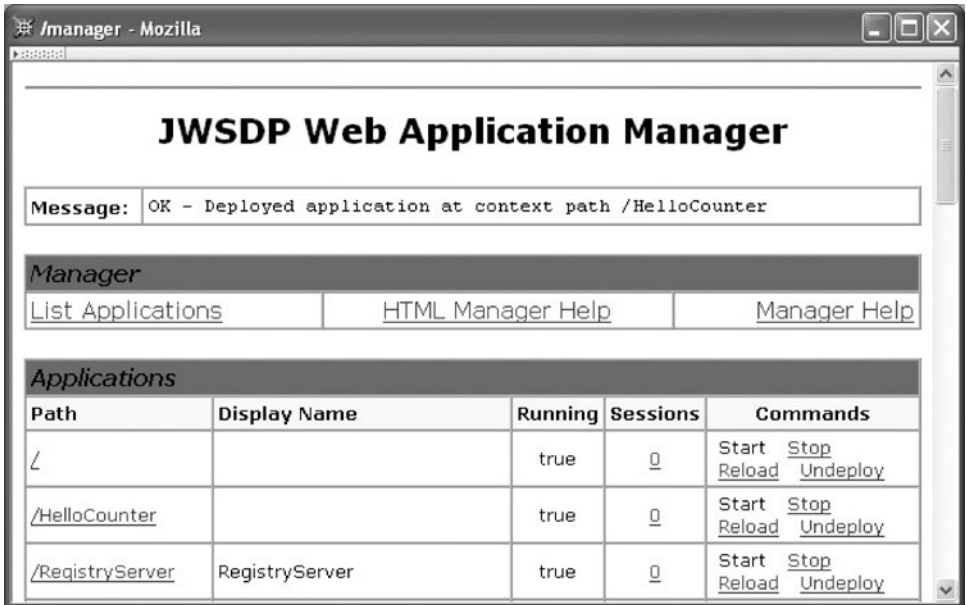 /manager - Mozilla
JWSDP Web Application Manager
Message: OK - Deployed application at context path /HelloCounter
Manager
List Applications HTML Manager Help Manager Help
Applications
Path Display Name Running Sessions Commands
/ true 0 Start Stop
Reload Undeploy
/HelloCounter true 0 Start Stop
Reload Undeploy
/RegistryServer RegistryServer true 0 Start Stop
Reload Undeploy